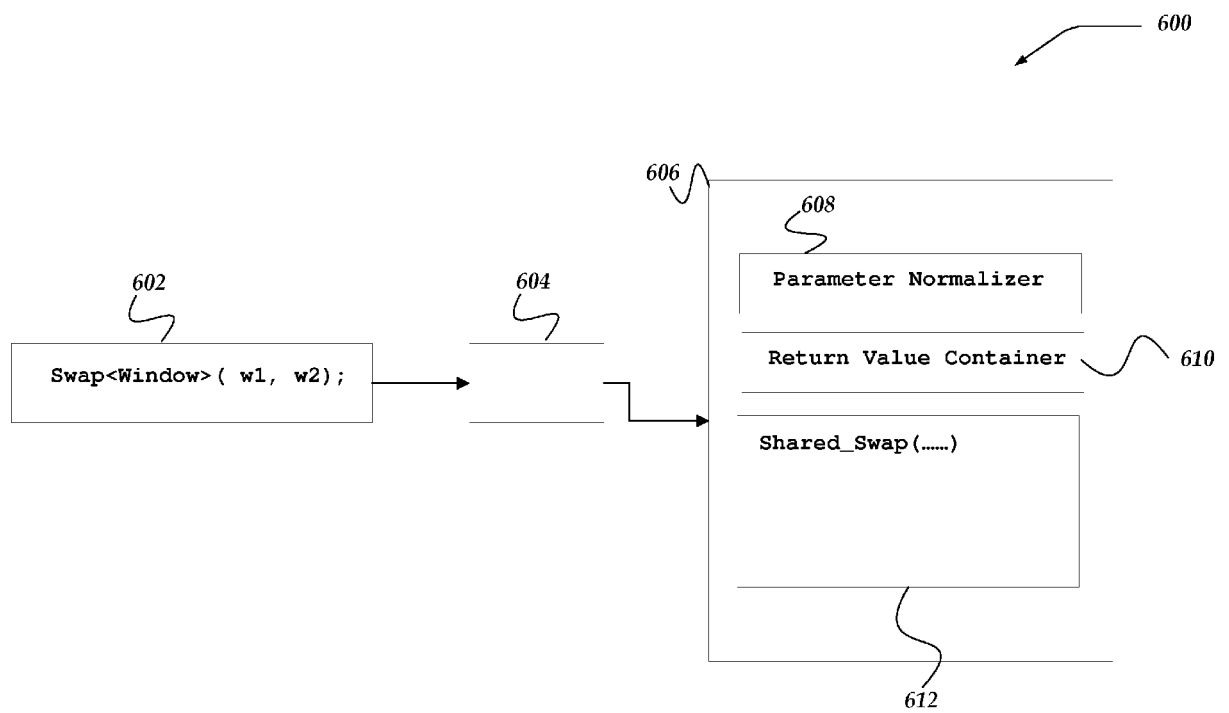 600
606
608
Parameter Normalizer
602
604
Return Value Container
610
Swap<Window>( w1, w2);
Shared_Swap(……)
612